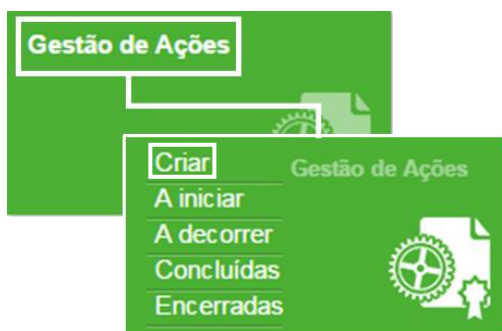 Gestão de Ações
Criar
Gestão de Ações
A iniciar
A decorrer
Concluídas
Encerradas